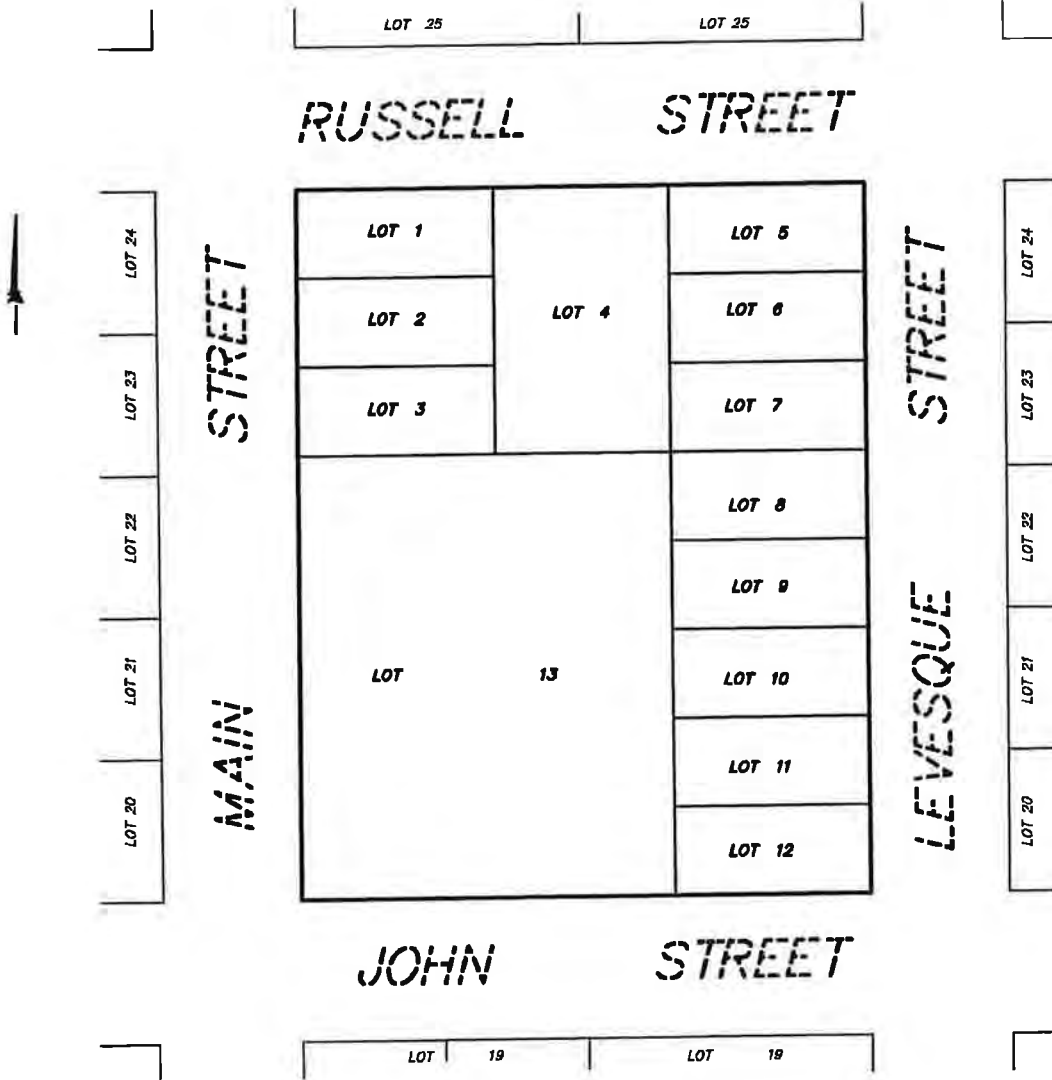 LOT 25
LOT 25
RUSSELL STREET
LOT 24
LOT 23
LOT 22
LOT 21
LOT 20
MAIN STREET
LOT 1
LOT 2
LOT 3
LOT 4
LOT 5
LOT 6
LOT 7
LOT 8
LOT 9
LOT 10
LOT 11
LOT 12
LOT 13
LEVESQUE STREET
LOT 24
LOT 23
LOT 22
LOT 21
LOT 20
JOHN STREET
LOT 19
LOT 19